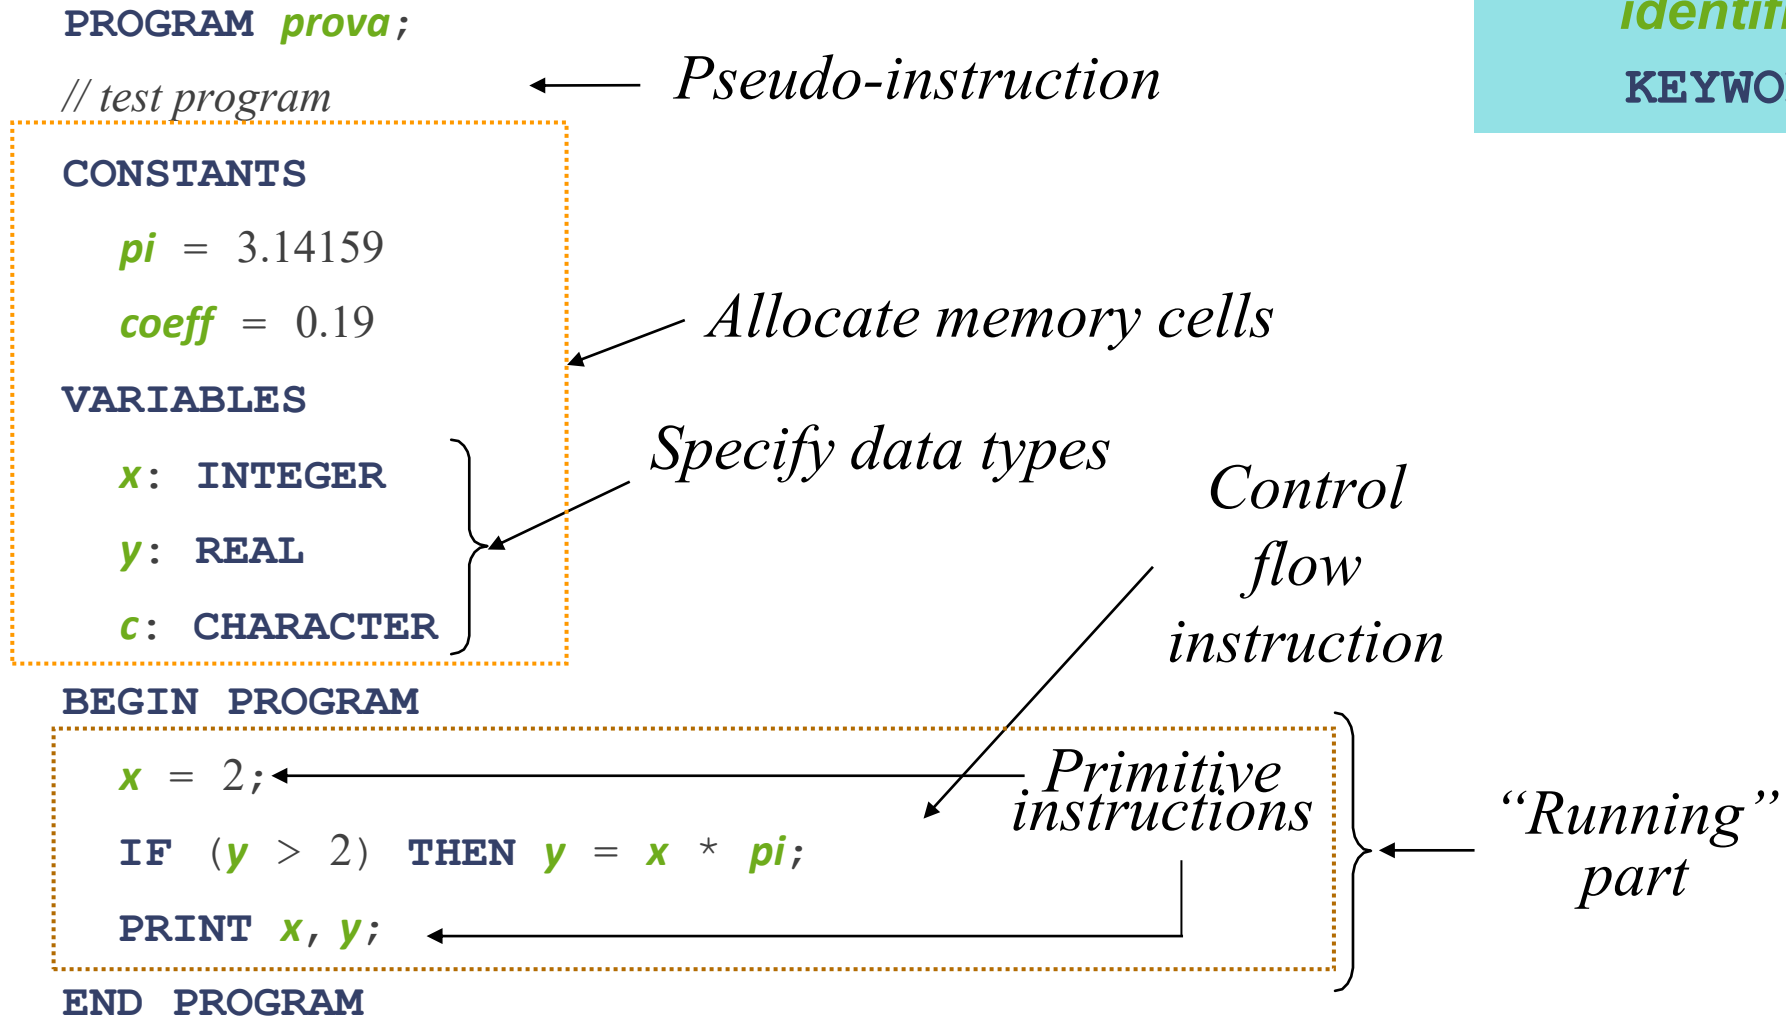 PROGRAM prova;
// test program
Pseudo-instruction
CONSTANTS
pi = 3.14159
coeff = 0.19
Allocate memory cells
VARIABLES
x: INTEGER
y: REAL
c: CHARACTER
Specify data types
Control
flow
instruction
BEGIN PROGRAM
x = 2;
IF (y > 2) THEN y = x * pi;
PRINT x, y;
Primitive
instructions
“Running”
part
END PROGRAM